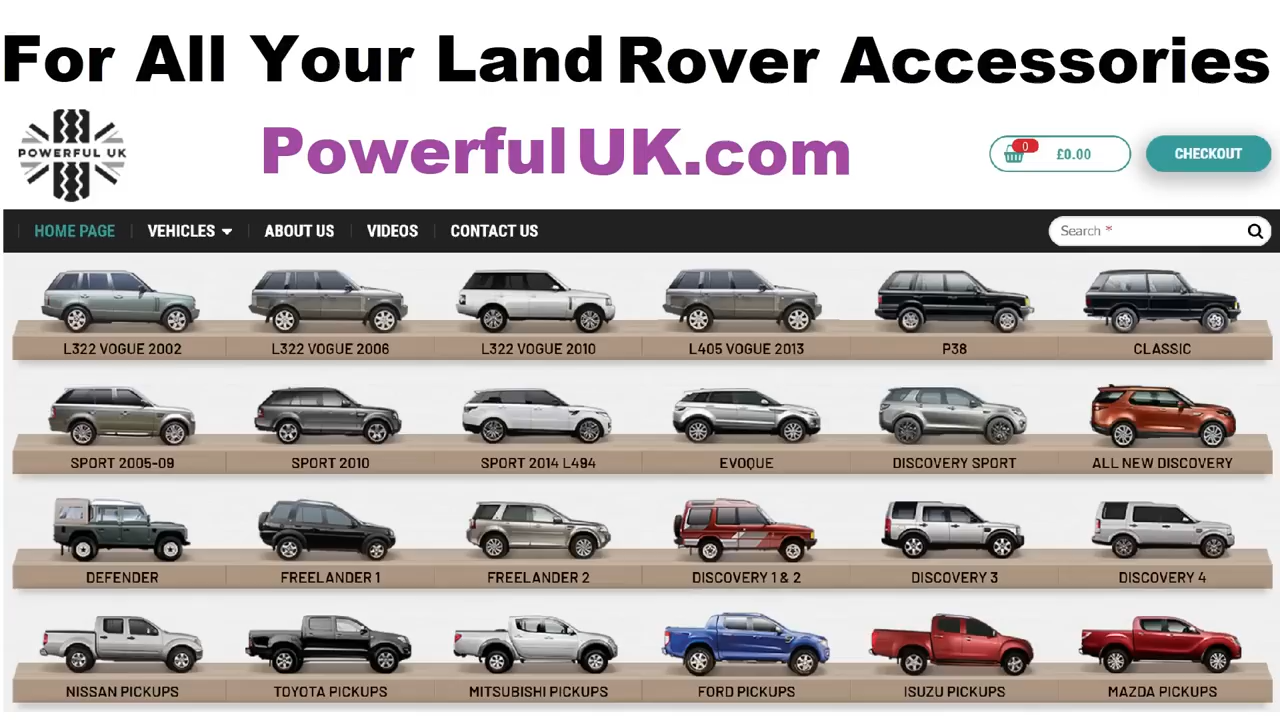 For All Your Land Rover Accessories
POWERFUL UK
PowerfulUK.com
0
£0.00
CHECKOUT
HOME PAGE
VEHICLES
ABOUT US
VIDEOS
CONTACT US
Search *
L322 VOGUE 2002
L322 VOGUE 2006
L322 VOGUE 2010
L405 VOGUE 2013
P38
CLASSIC
SPORT 2005-09
SPORT 2010
SPORT 2014 L494
EVOQUE
DISCOVERY SPORT
ALL NEW DISCOVERY
DEFENDER
FREELANDER 1
FREELANDER 2
DISCOVERY 1 & 2
DISCOVERY 3
DISCOVERY 4
NISSAN PICKUPS
TOYOTA PICKUPS
MITSUBISHI PICKUPS
FORD PICKUPS
ISUZU PICKUPS
MAZDA PICKUPS